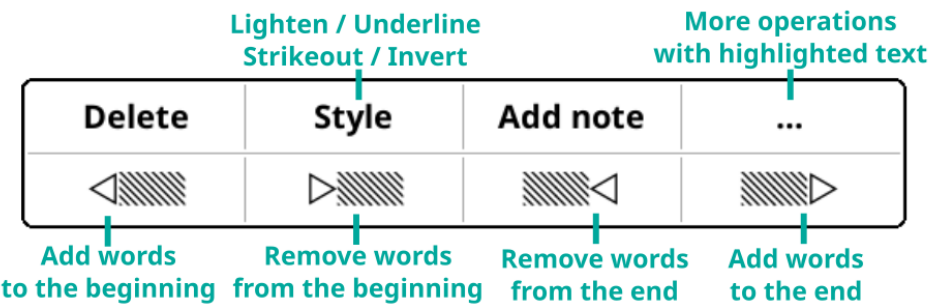 Lighten / Underline
Strikeout / Invert
More operations
with highlighted text
Delete
Style
Add note
...
Add words
to the beginning
Remove words
from the beginning
Remove words
from the end
Add words
to the end